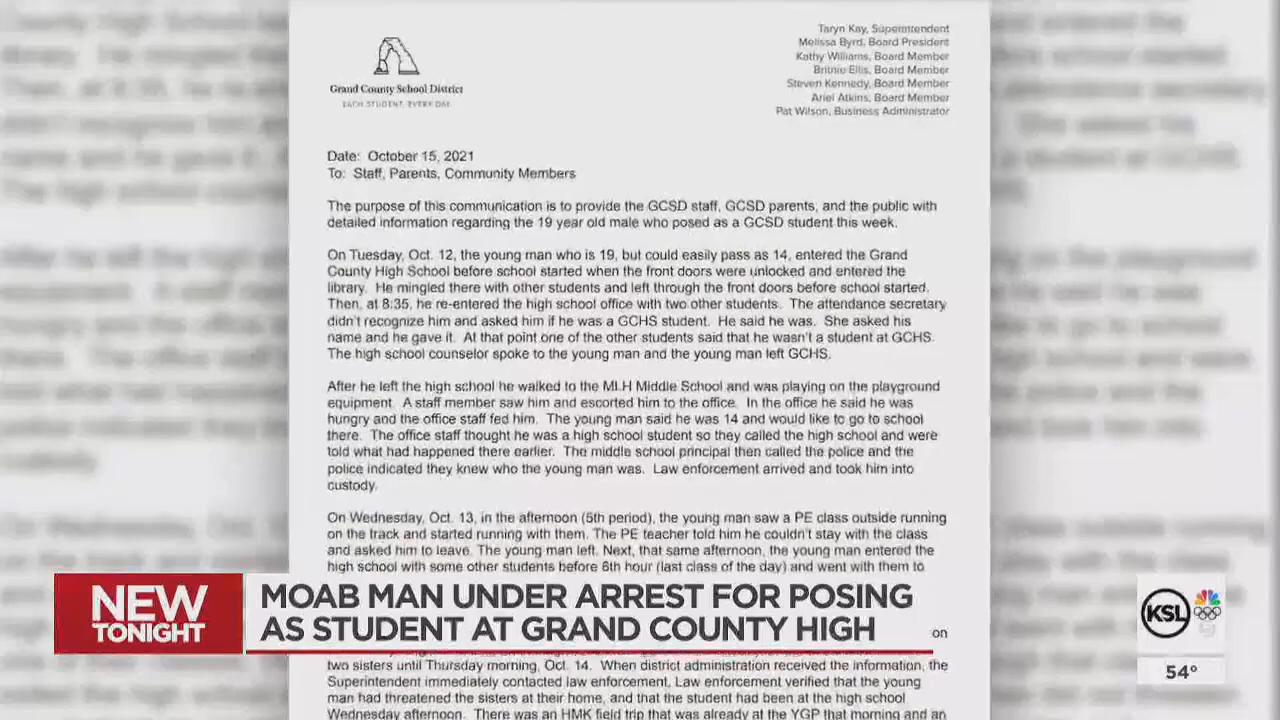 Taryn Kay, Superintendent
Melissa Byrd, Board President
Kathy Williams, Board Member
Britnie Ellis, Board Member
Steven Kennedy, Board Member
Ariel Atkins, Board Member
Pat Wilson, Business Administrator
Grand County School District
EACH STUDENT, EVERY DAY
Date: October 15, 2021
To: Staff, Parents, Community Members
The purpose of this communication is to provide the GCSD staff, GCSD parents, and the public with
detailed information regarding the 19 year old male who posed as a GCSD student this week.
On Tuesday, Oct. 12, the young man who is 19, but could easily pass as 14, entered the Grand
County High School before school started when the front doors were unlocked and entered the
library. He mingled there with other students and left through the front doors before school started.
Then, at 8:35, he re-entered the high school office with two other students. The attendance secretary
didn't recognize him and asked him if he was a GCHS student. He said he was. She asked his
name and he gave it. At that point one of the other students said that he wasn't a student at GCHS.
The high school counselor spoke to the young man and the young man left GCHS.
After he left the high school he walked to the MLH Middle School and was playing on the playground
equipment. A staff member saw him and escorted him to the office. In the office he said he was
hungry and the office staff fed him. The young man said he was 14 and would like to go to school
there. The office staff thought he was a high school student so they called the high school and were
told what had happened there earlier. The middle school principal then called the police and the
police indicated they knew who the young man was. Law enforcement arrived and took him into
custody.
On Wednesday, Oct. 13, in the afternoon (5th period), the young man saw a PE class outside running
on the track and started running with them. The PE teacher told him he couldn't stay with the class
and asked him to leave. The young man left. Next, that same afternoon, the young man entered the
high school with some other students before 6th hour (last class of the day) and went with them to
on
two sisters until Thursday morning, Oct. 14. When district administration received the information, the
Superintendent immediately contacted law enforcement. Law enforcement verified that the young
man had threatened the sisters at their home, and that the student had been at the high school
Wednesday afternoon. There was an HMK field trip that was already at the YGP that morning and an
NEW
TONIGHT
MOAB MAN UNDER ARREST FOR POSING
AS STUDENT AT GRAND COUNTY HIGH
KSL
54°